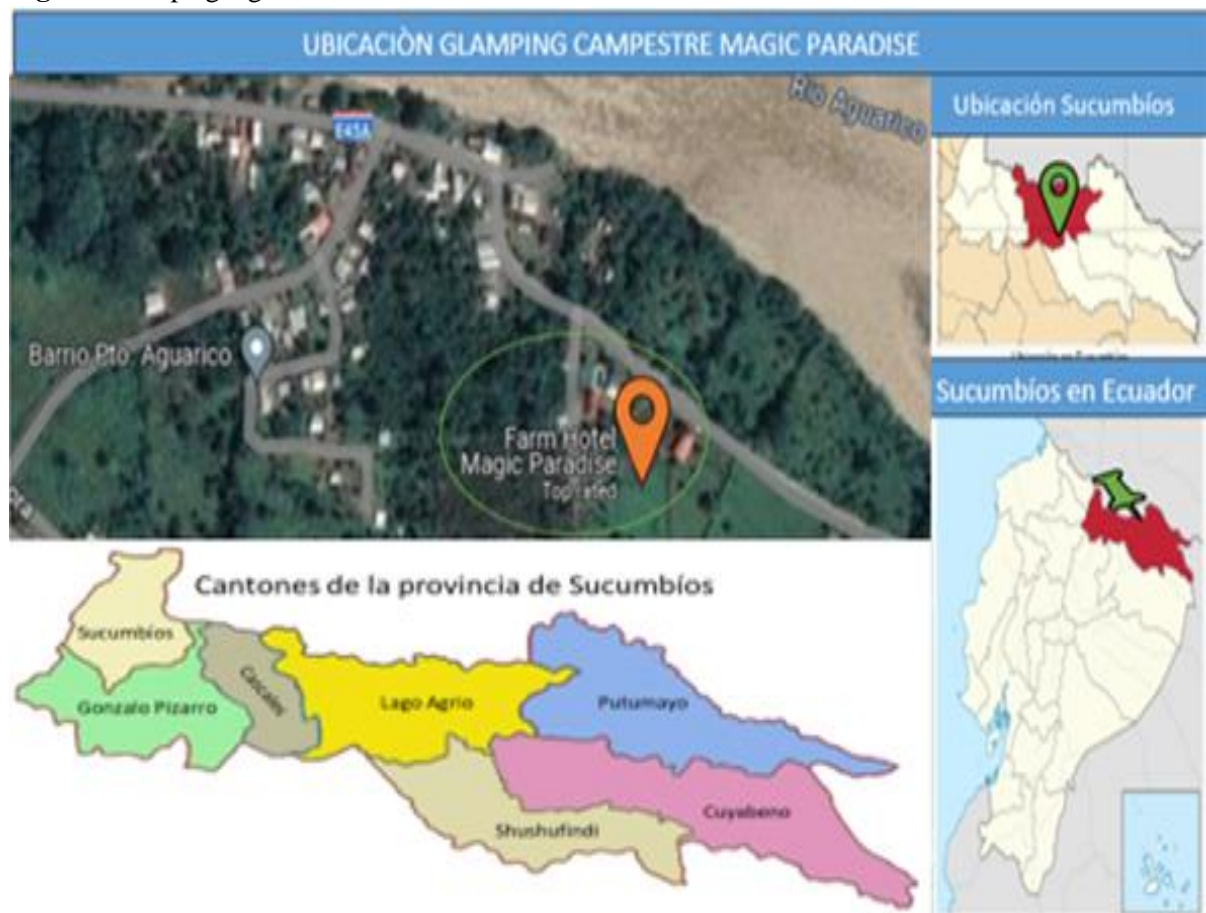 UBICACIÒN GLAMPING CAMPESTRE MAGIC PARADISE
Río Aguarico
E45A
Barrio Pto. Aguarico
Farm Hotel
Magic Paradise
Top rated
Ubicación Sucumbíos
Sucumbíos en Ecuador
Cantones de la provincia de Sucumbíos
Sucumbíos
Gonzalo Pizarro
Cascales
Lago Agrio
Putumayo
Cuyabeno
Shushufindi